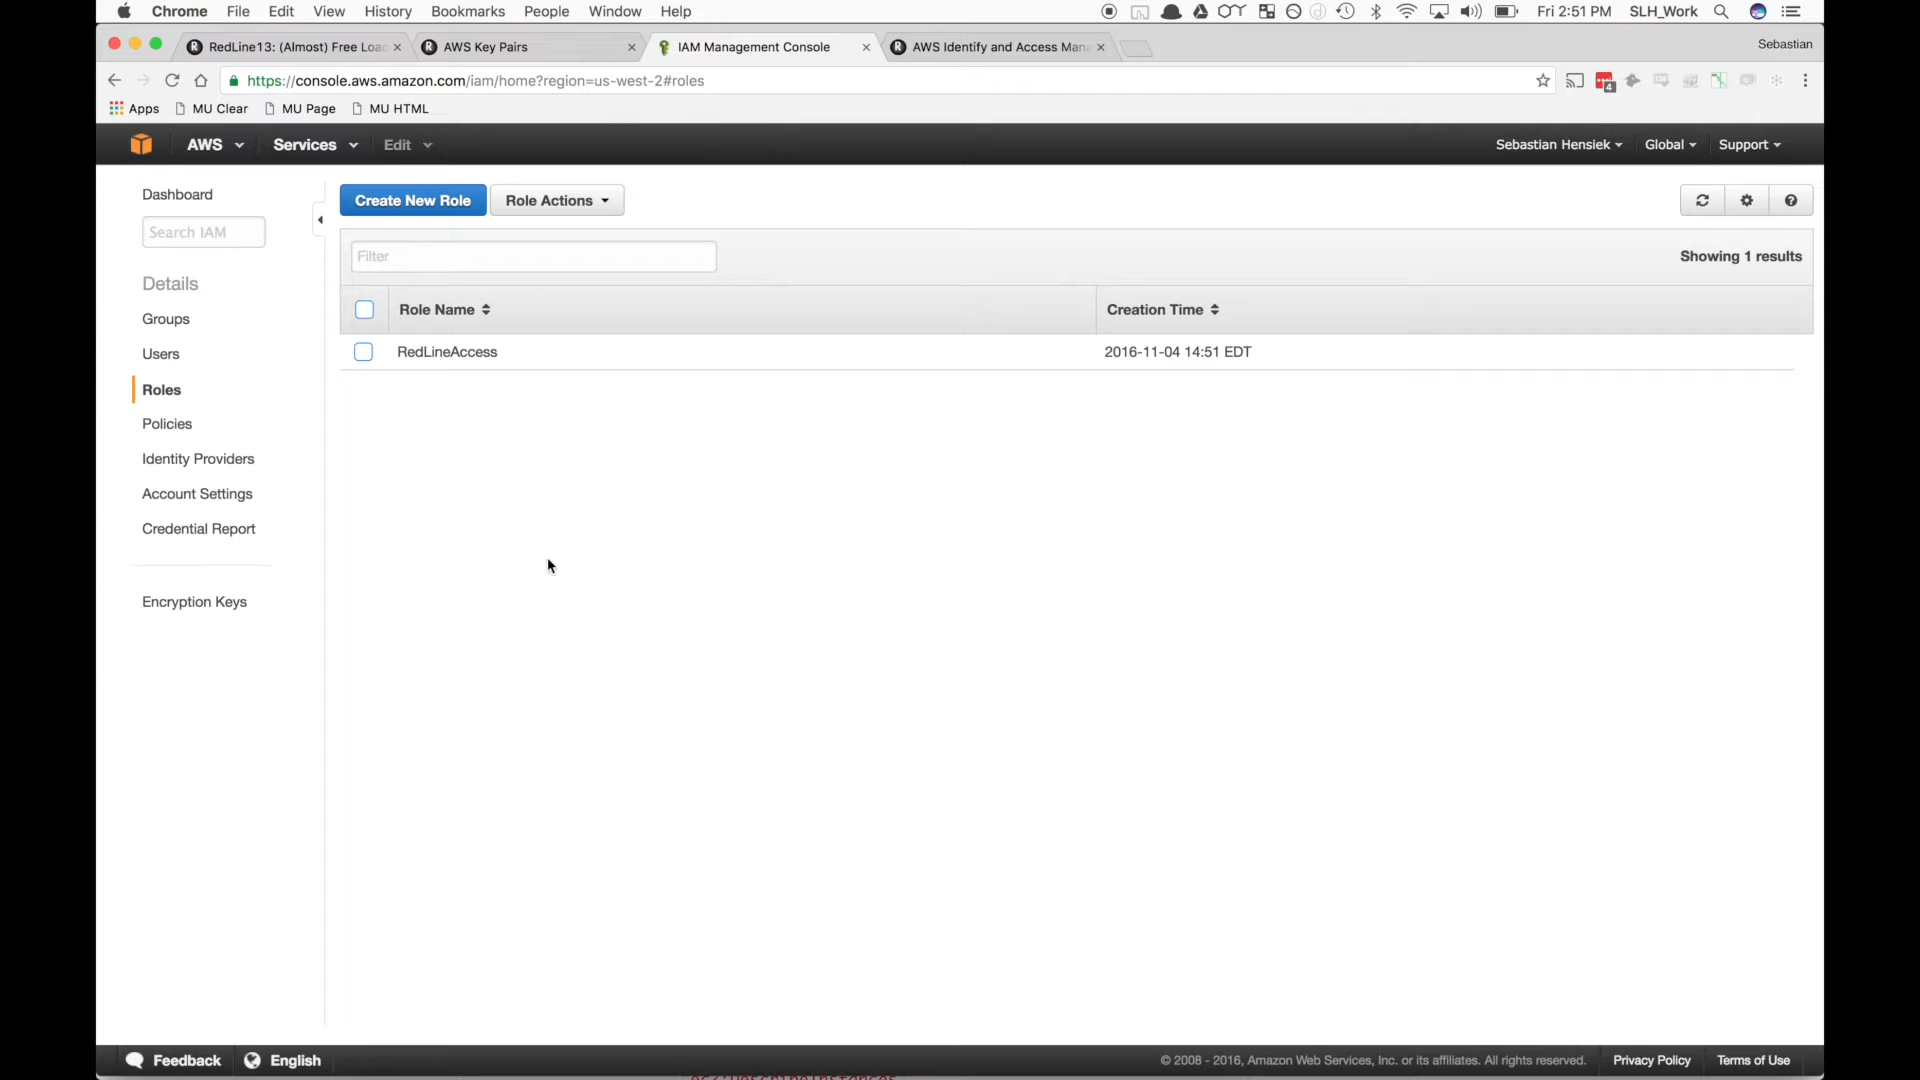 Chrome File Edit View History Bookmarks People Window Help Fri 2:51 PM SLH_Work
RedLine13: (Almost) Free Loa AWS Key Pairs IAM Management Console AWS Identify and Access Man Sebastian
https://console.aws.amazon.com/iam/home?region=us-west-2#roles 4
Apps MU Clear MU Page MU HTML
AWS Services Edit Sebastian Hensiek Global Support
Dashboard
Search IAM
Details
Groups
Users
Roles
Policies
Identity Providers
Account Settings
Credential Report
Encryption Keys
Create New Role Role Actions
Filter Showing 1 results
Role Name Creation Time
RedLineAccess 2016-11-04 14:51 EDT
Feedback English © 2008 - 2016, Amazon Web Services, Inc. or its affiliates. All rights reserved. Privacy Policy Terms of Use